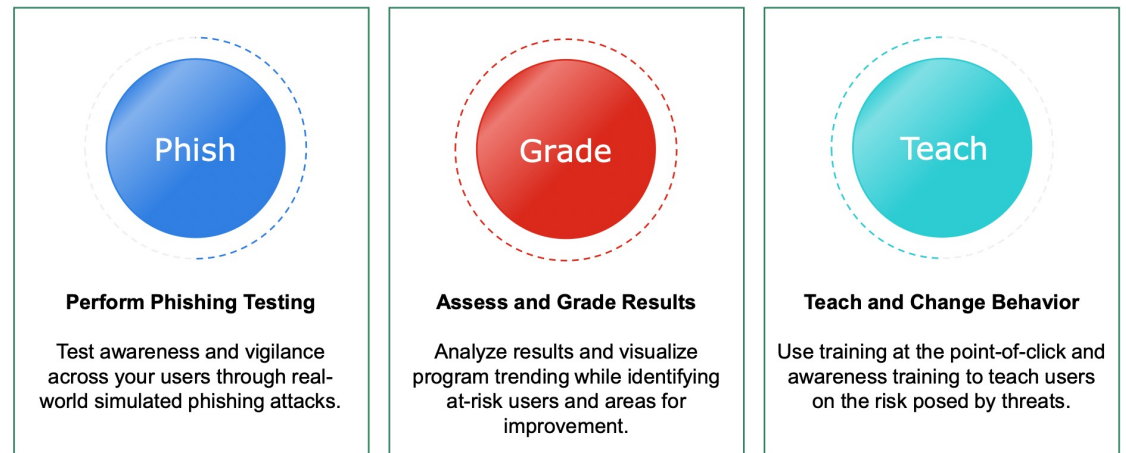 Phish
Perform Phishing Testing
Test awareness and vigilance
across your users through real-
world simulated phishing attacks.
Grade
Assess and Grade Results
Analyze results and visualize
program trending while identifying
at-risk users and areas for
improvement.
Teach
Teach and Change Behavior
Use training at the point-of-click and
awareness training to teach users
on the risk posed by threats.